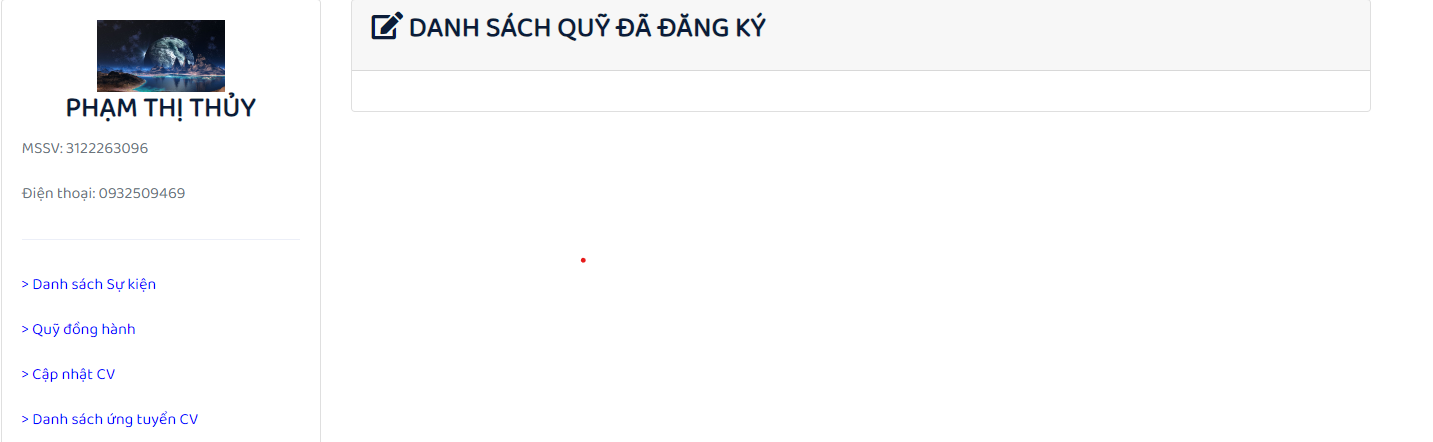 PHẠM THỊ THỦY
MSSV: 3122263096
Điện thoại: 0932509469
> Danh sách Sự kiện
> Quỹ đồng hành
> Cập nhật CV
> Danh sách ứng tuyển CV
DANH SÁCH QUỸ ĐÃ ĐĂNG KÝ